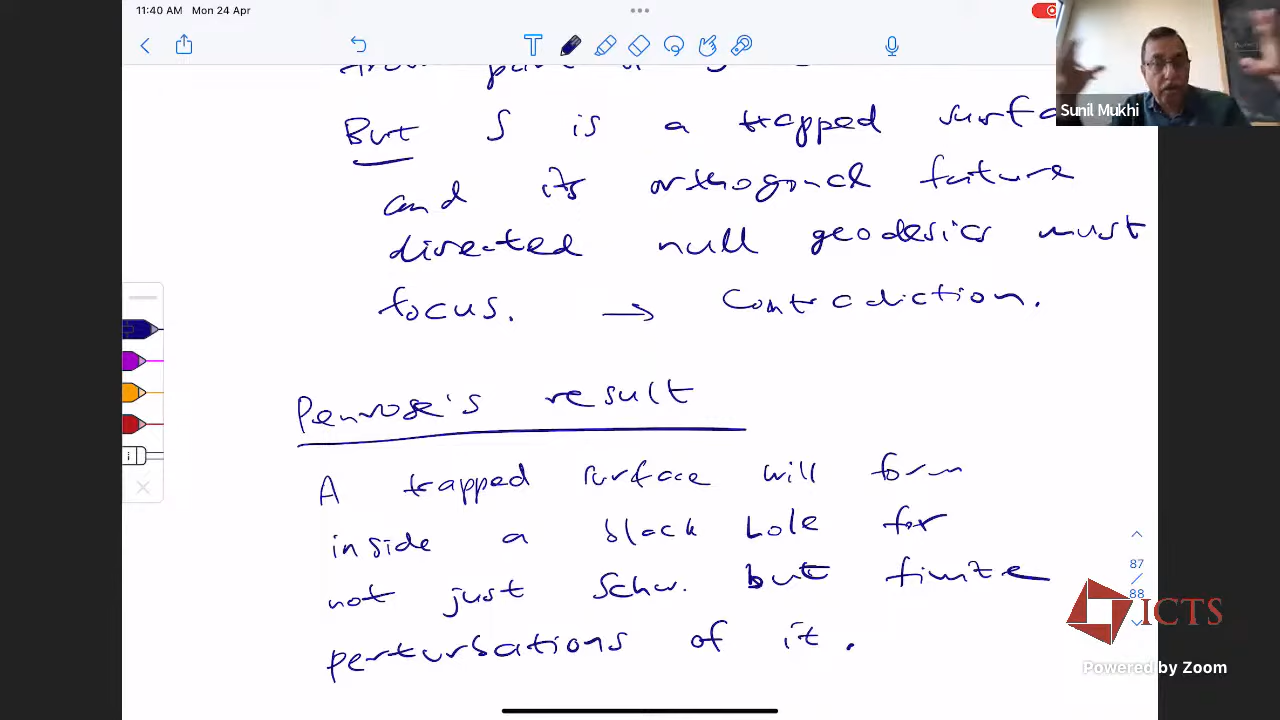 11:40 AM Mon 24 Apr
Sunil Mukhi
But S is a trapped surfa
and its orthogonal future
directed null geodesics must
focus. → Contradiction.
Penrose's result
A trapped surface will form
inside a black hole for
not just Schw. but finite
perturbations of it.
87
/
88
ICTS
Powered by Zoom